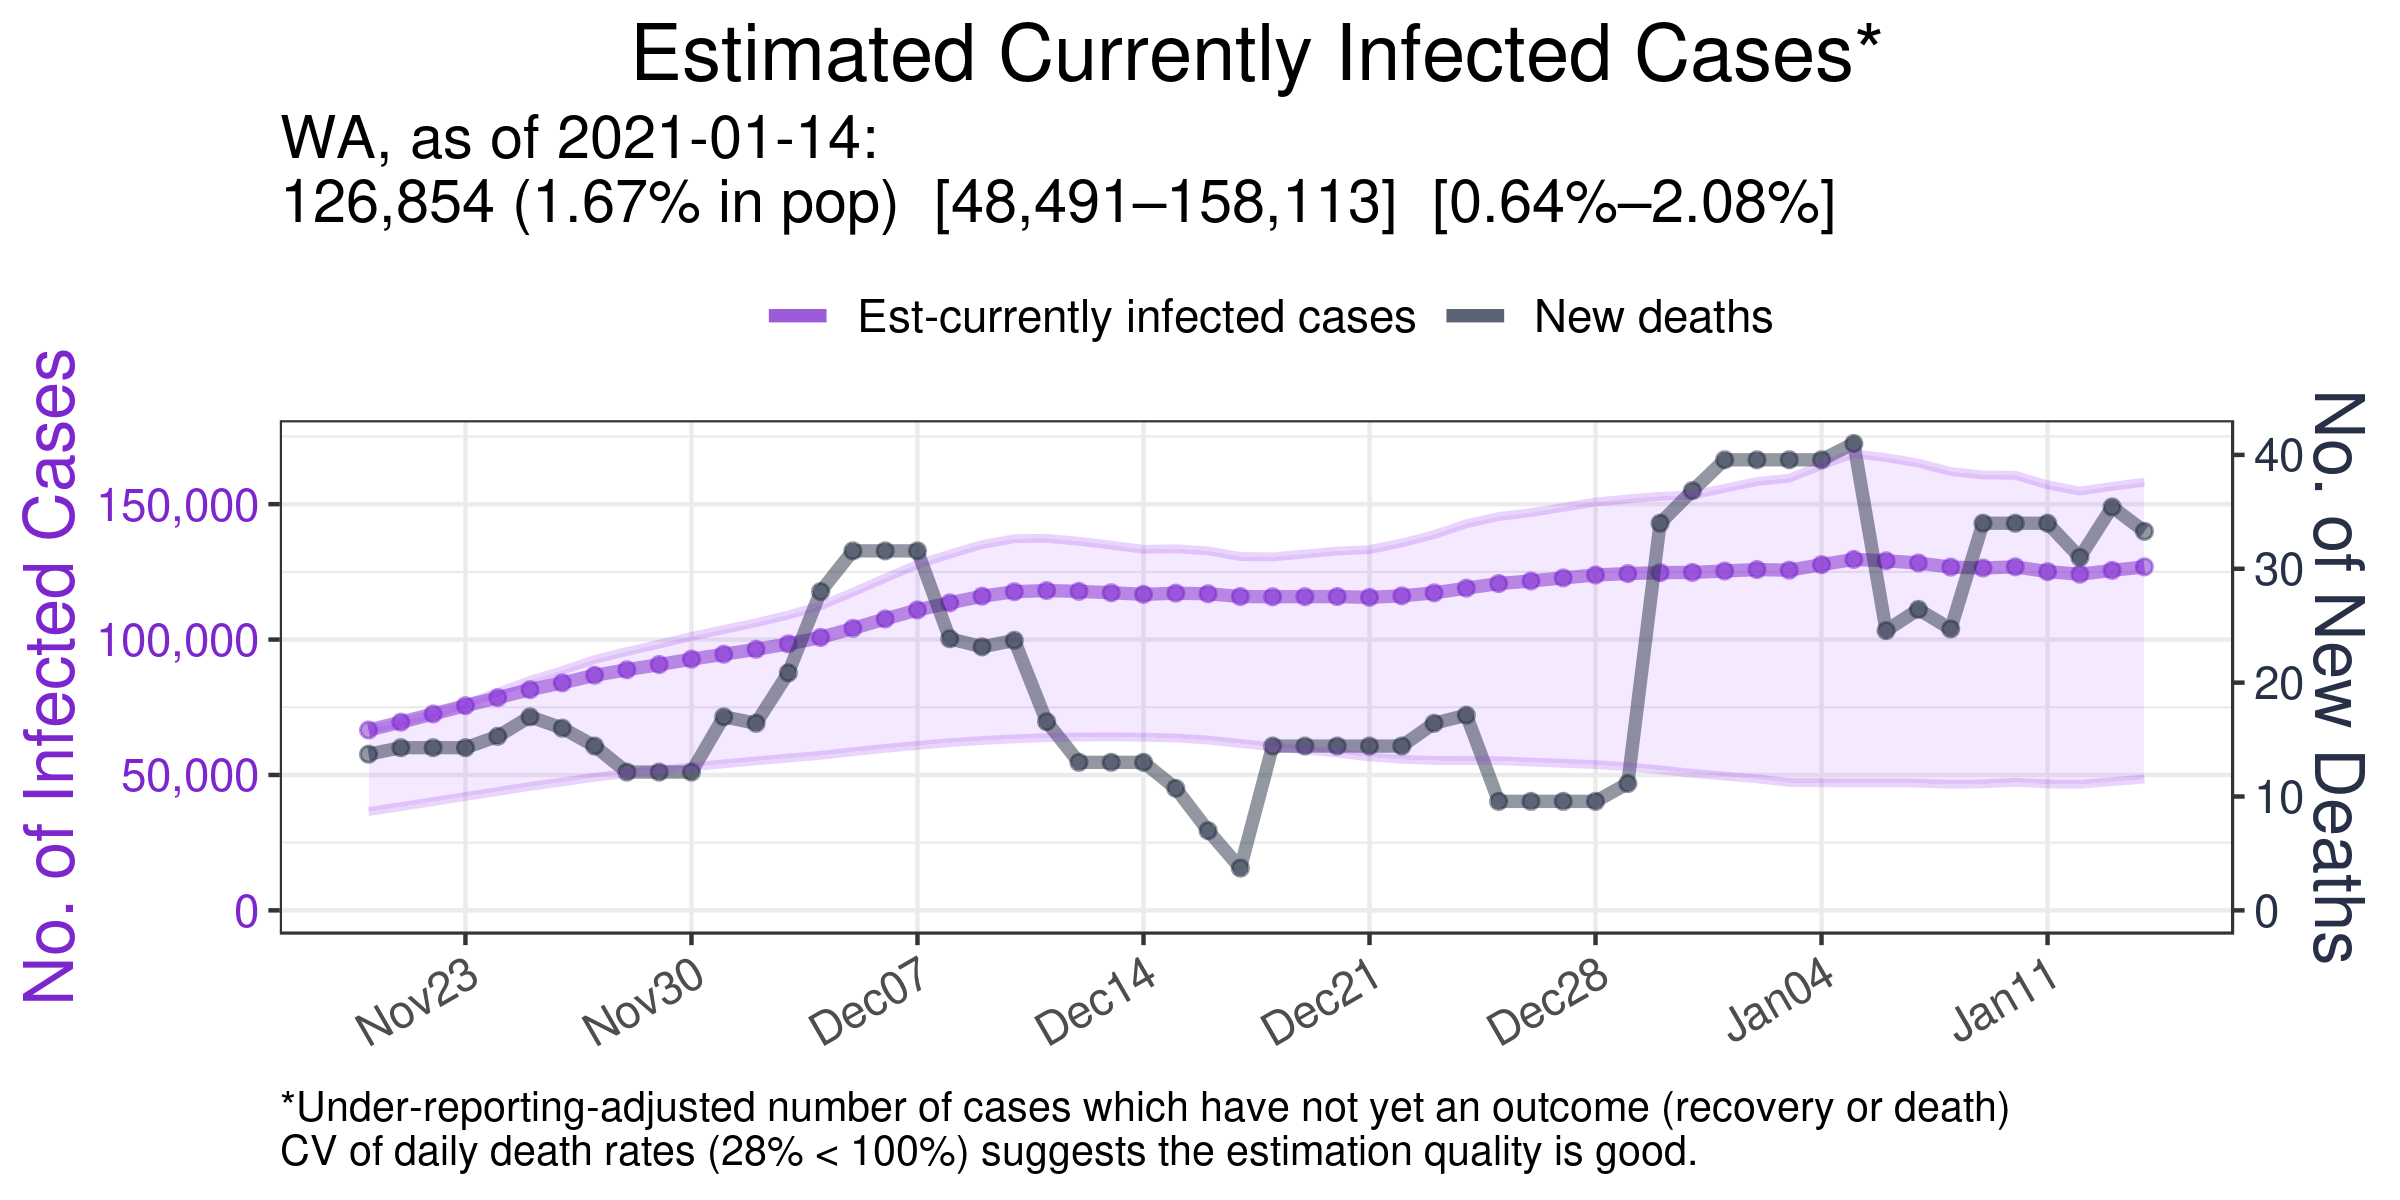 Estimated Currently Infected Cases*
WA, as of 2021-01-14:
126,854 (1.67% in pop)  [48,491–158,113]  [0.64%–2.08%]
Est-currently infected cases
New deaths
No. of Infected Cases
150,000
100,000
50,000
0
40
30
20
10
0
No. of New Deaths
Nov23
Nov30
Dec07
Dec14
Dec21
Dec28
Jan04
Jan11
*Under-reporting-adjusted number of cases which have not yet an outcome (recovery or death)
CV of daily death rates (28% < 100%) suggests the estimation quality is good.